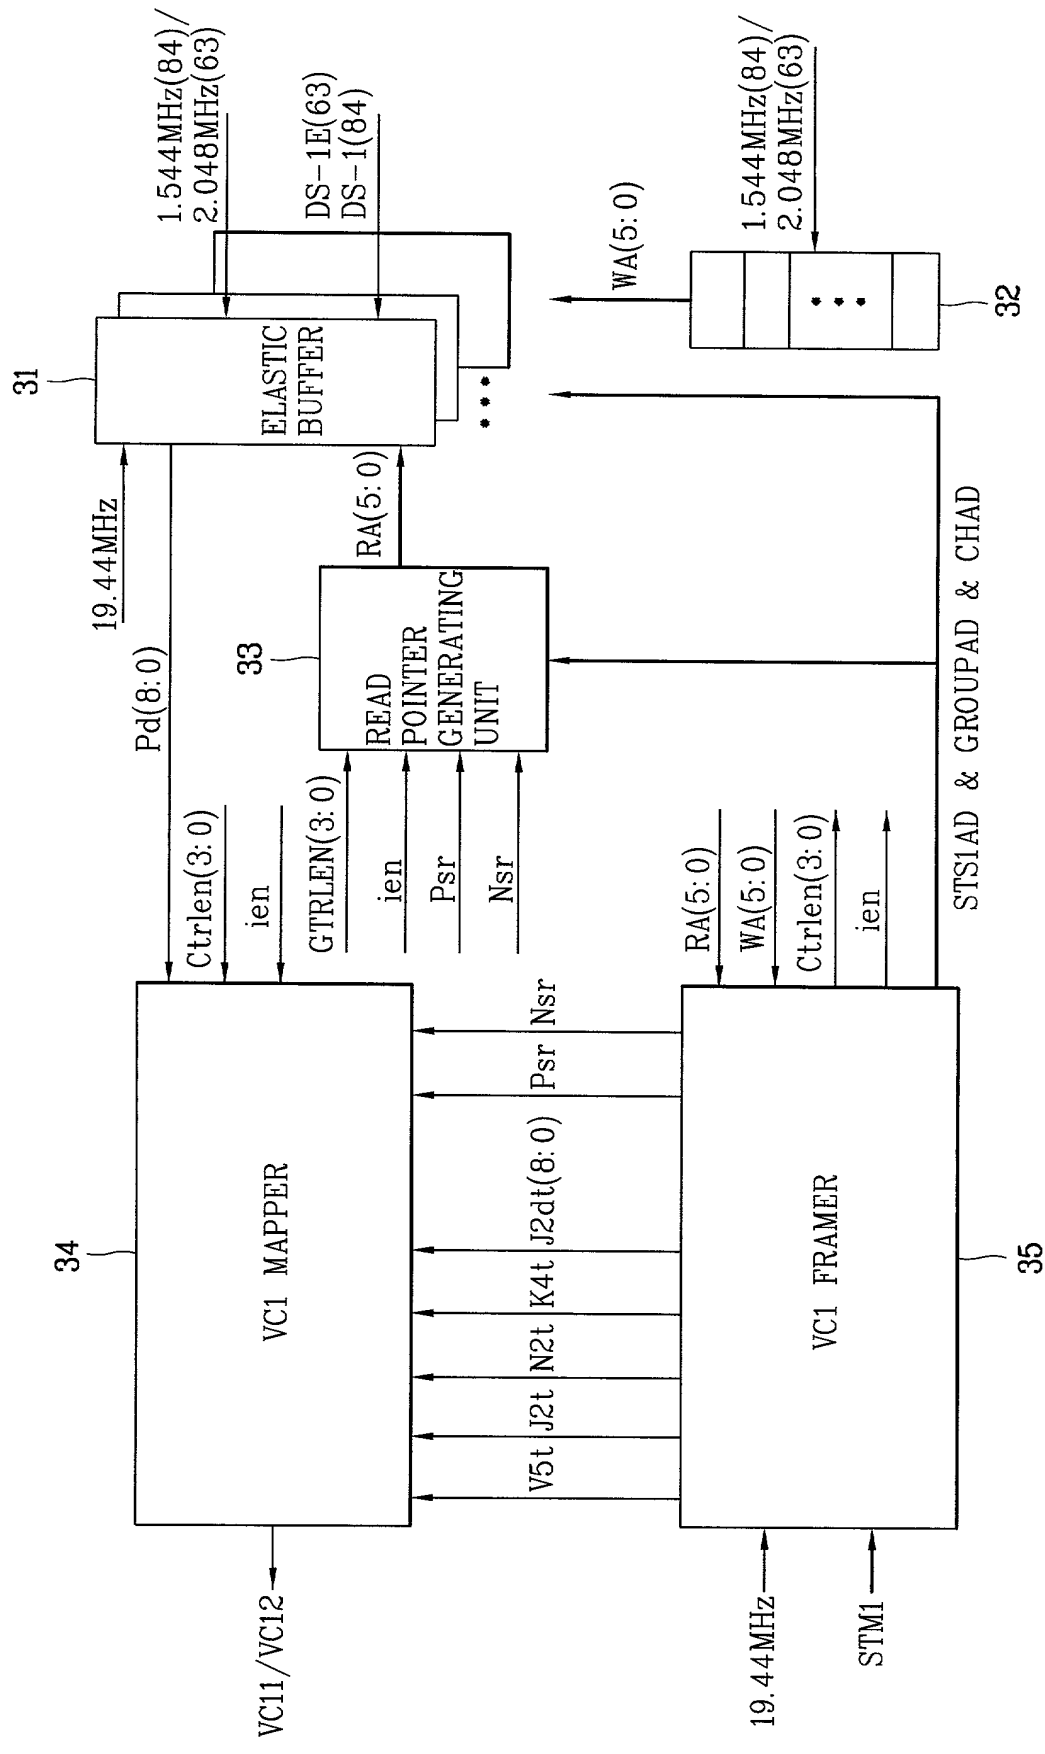 1.544MHz(84)/
2.048MHz(63)
DS-1E(63)
DS-1(84)
1.544MHz(84)/
2.048MHz(63)
31
ELASTIC
BUFFER
WA(5:0)
32
19.44MHz
RA(5:0)
Pd(8:0)
33
READ
POINTER
GENERATING
UNIT
STS1AD & GROUPAD & CHAD
Ctrlen(3:0)
ien
GTRLEN(3:0)
ien
Psr
Nsr
RA(5:0)
WA(5:0)
Ctrlen(3:0)
ien
34
VC1 MAPPER
V5t
J2t
N2t
K4t
J2dt(8:0)
Psr
Nsr
VC1 FRAMER
35
VC11/VC12
19.44MHz
STM1